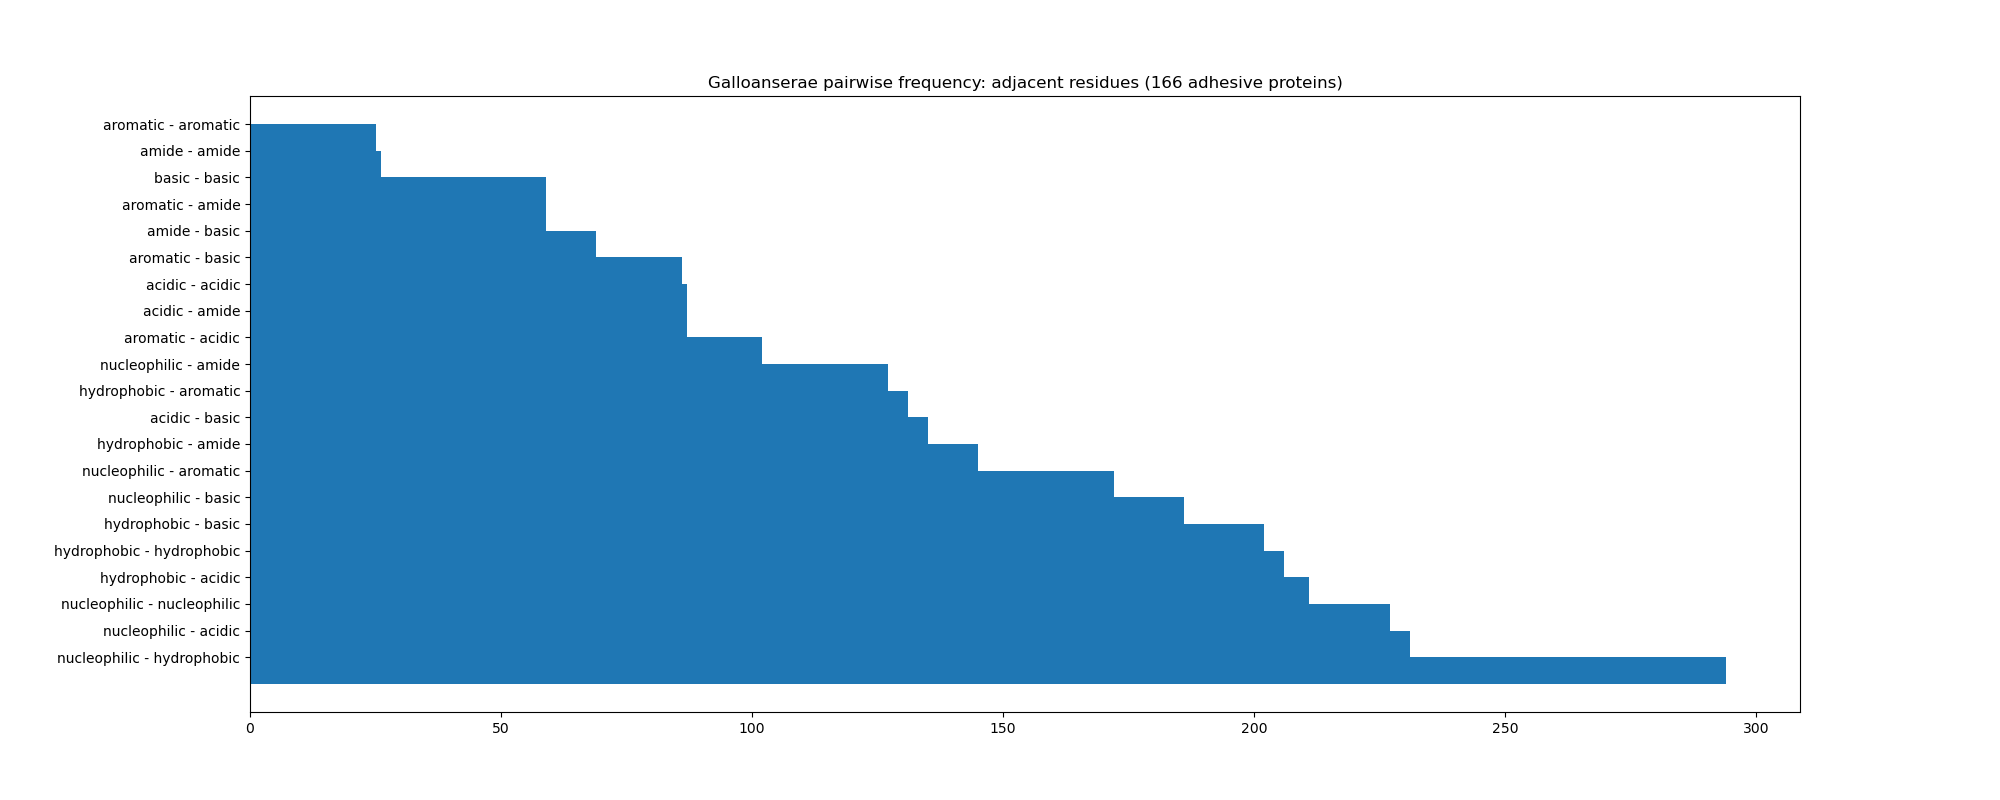 Galloanserae pairwise frequency: adjacent residues (166 adhesive proteins)
aromatic - aromatic
amide - amide
basic - basic
aromatic - amide
amide - basic
aromatic - basic
acidic - acidic
acidic - amide
aromatic - acidic
nucleophilic - amide
hydrophobic - aromatic
acidic - basic
hydrophobic - amide
nucleophilic - aromatic
nucleophilic - basic
hydrophobic - basic
hydrophobic - hydrophobic
hydrophobic - acidic
nucleophilic - nucleophilic
nucleophilic - acidic
nucleophilic - hydrophobic
0 50 100 150 200 250 300